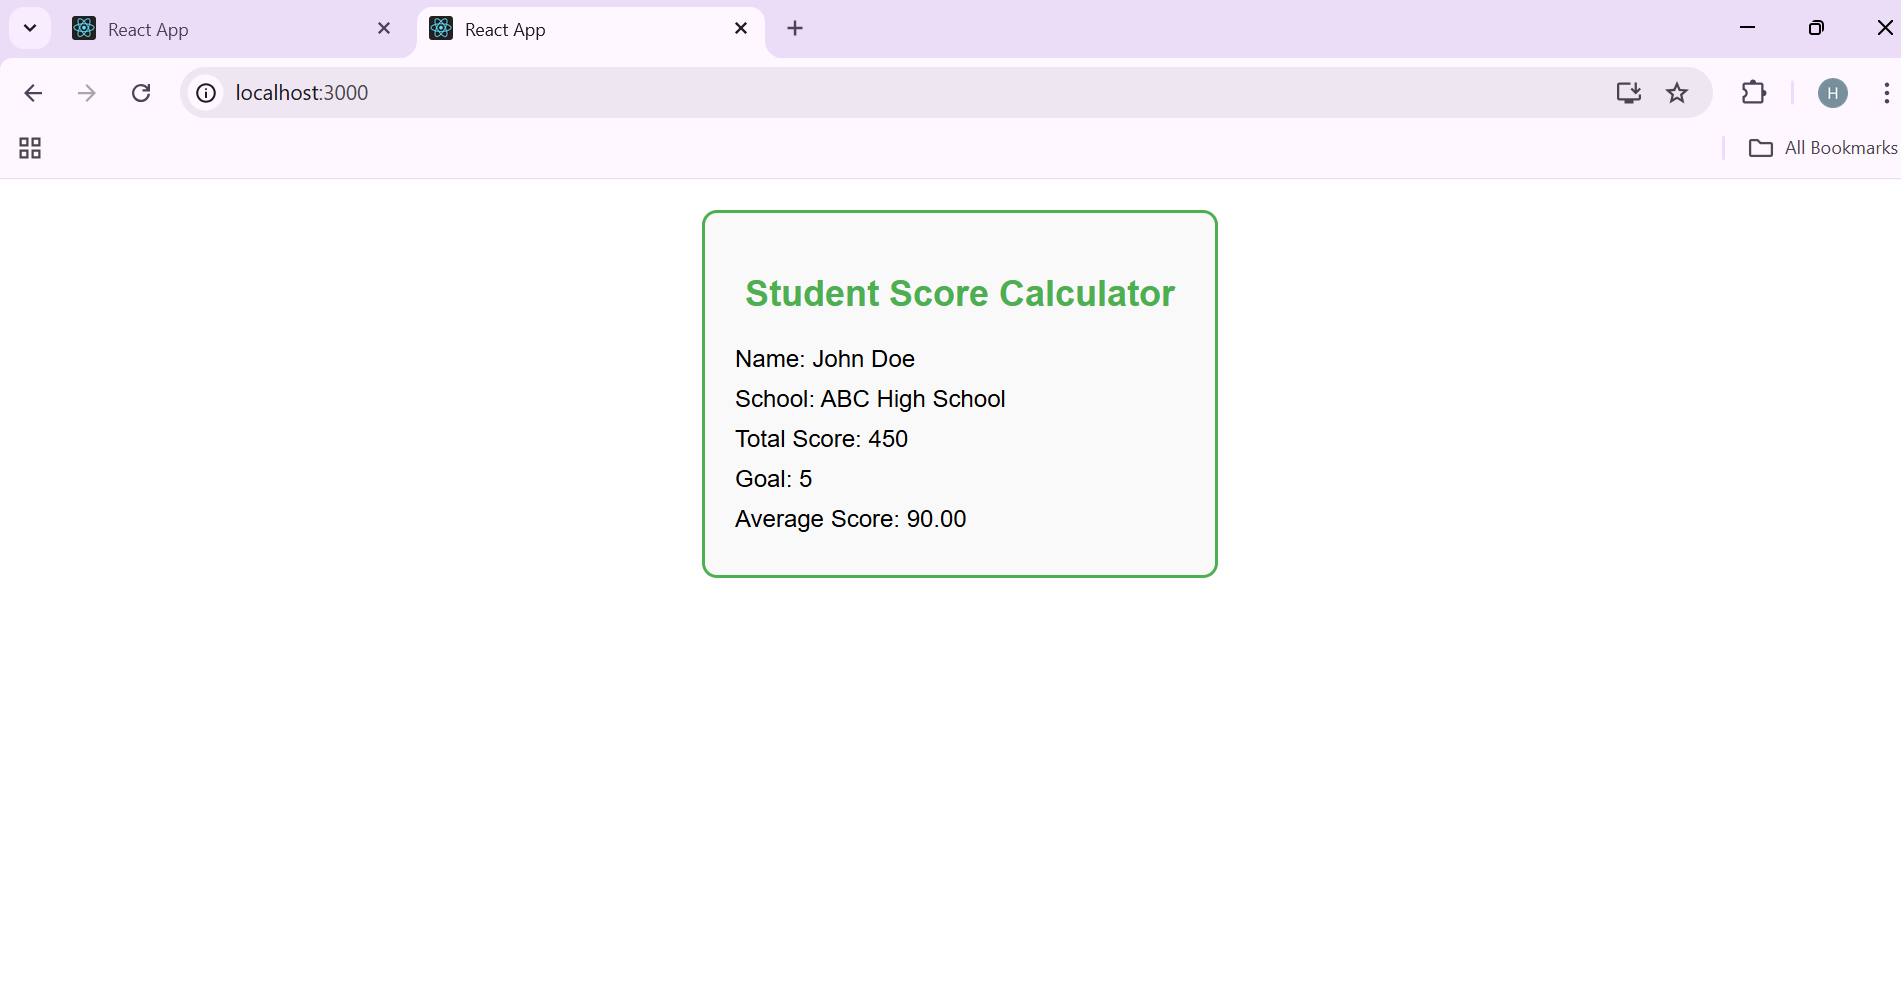 React App
React App
localhost:3000
H
All Bookmarks
Student Score Calculator
Name: John Doe
School: ABC High School
Total Score: 450
Goal: 5
Average Score: 90.00